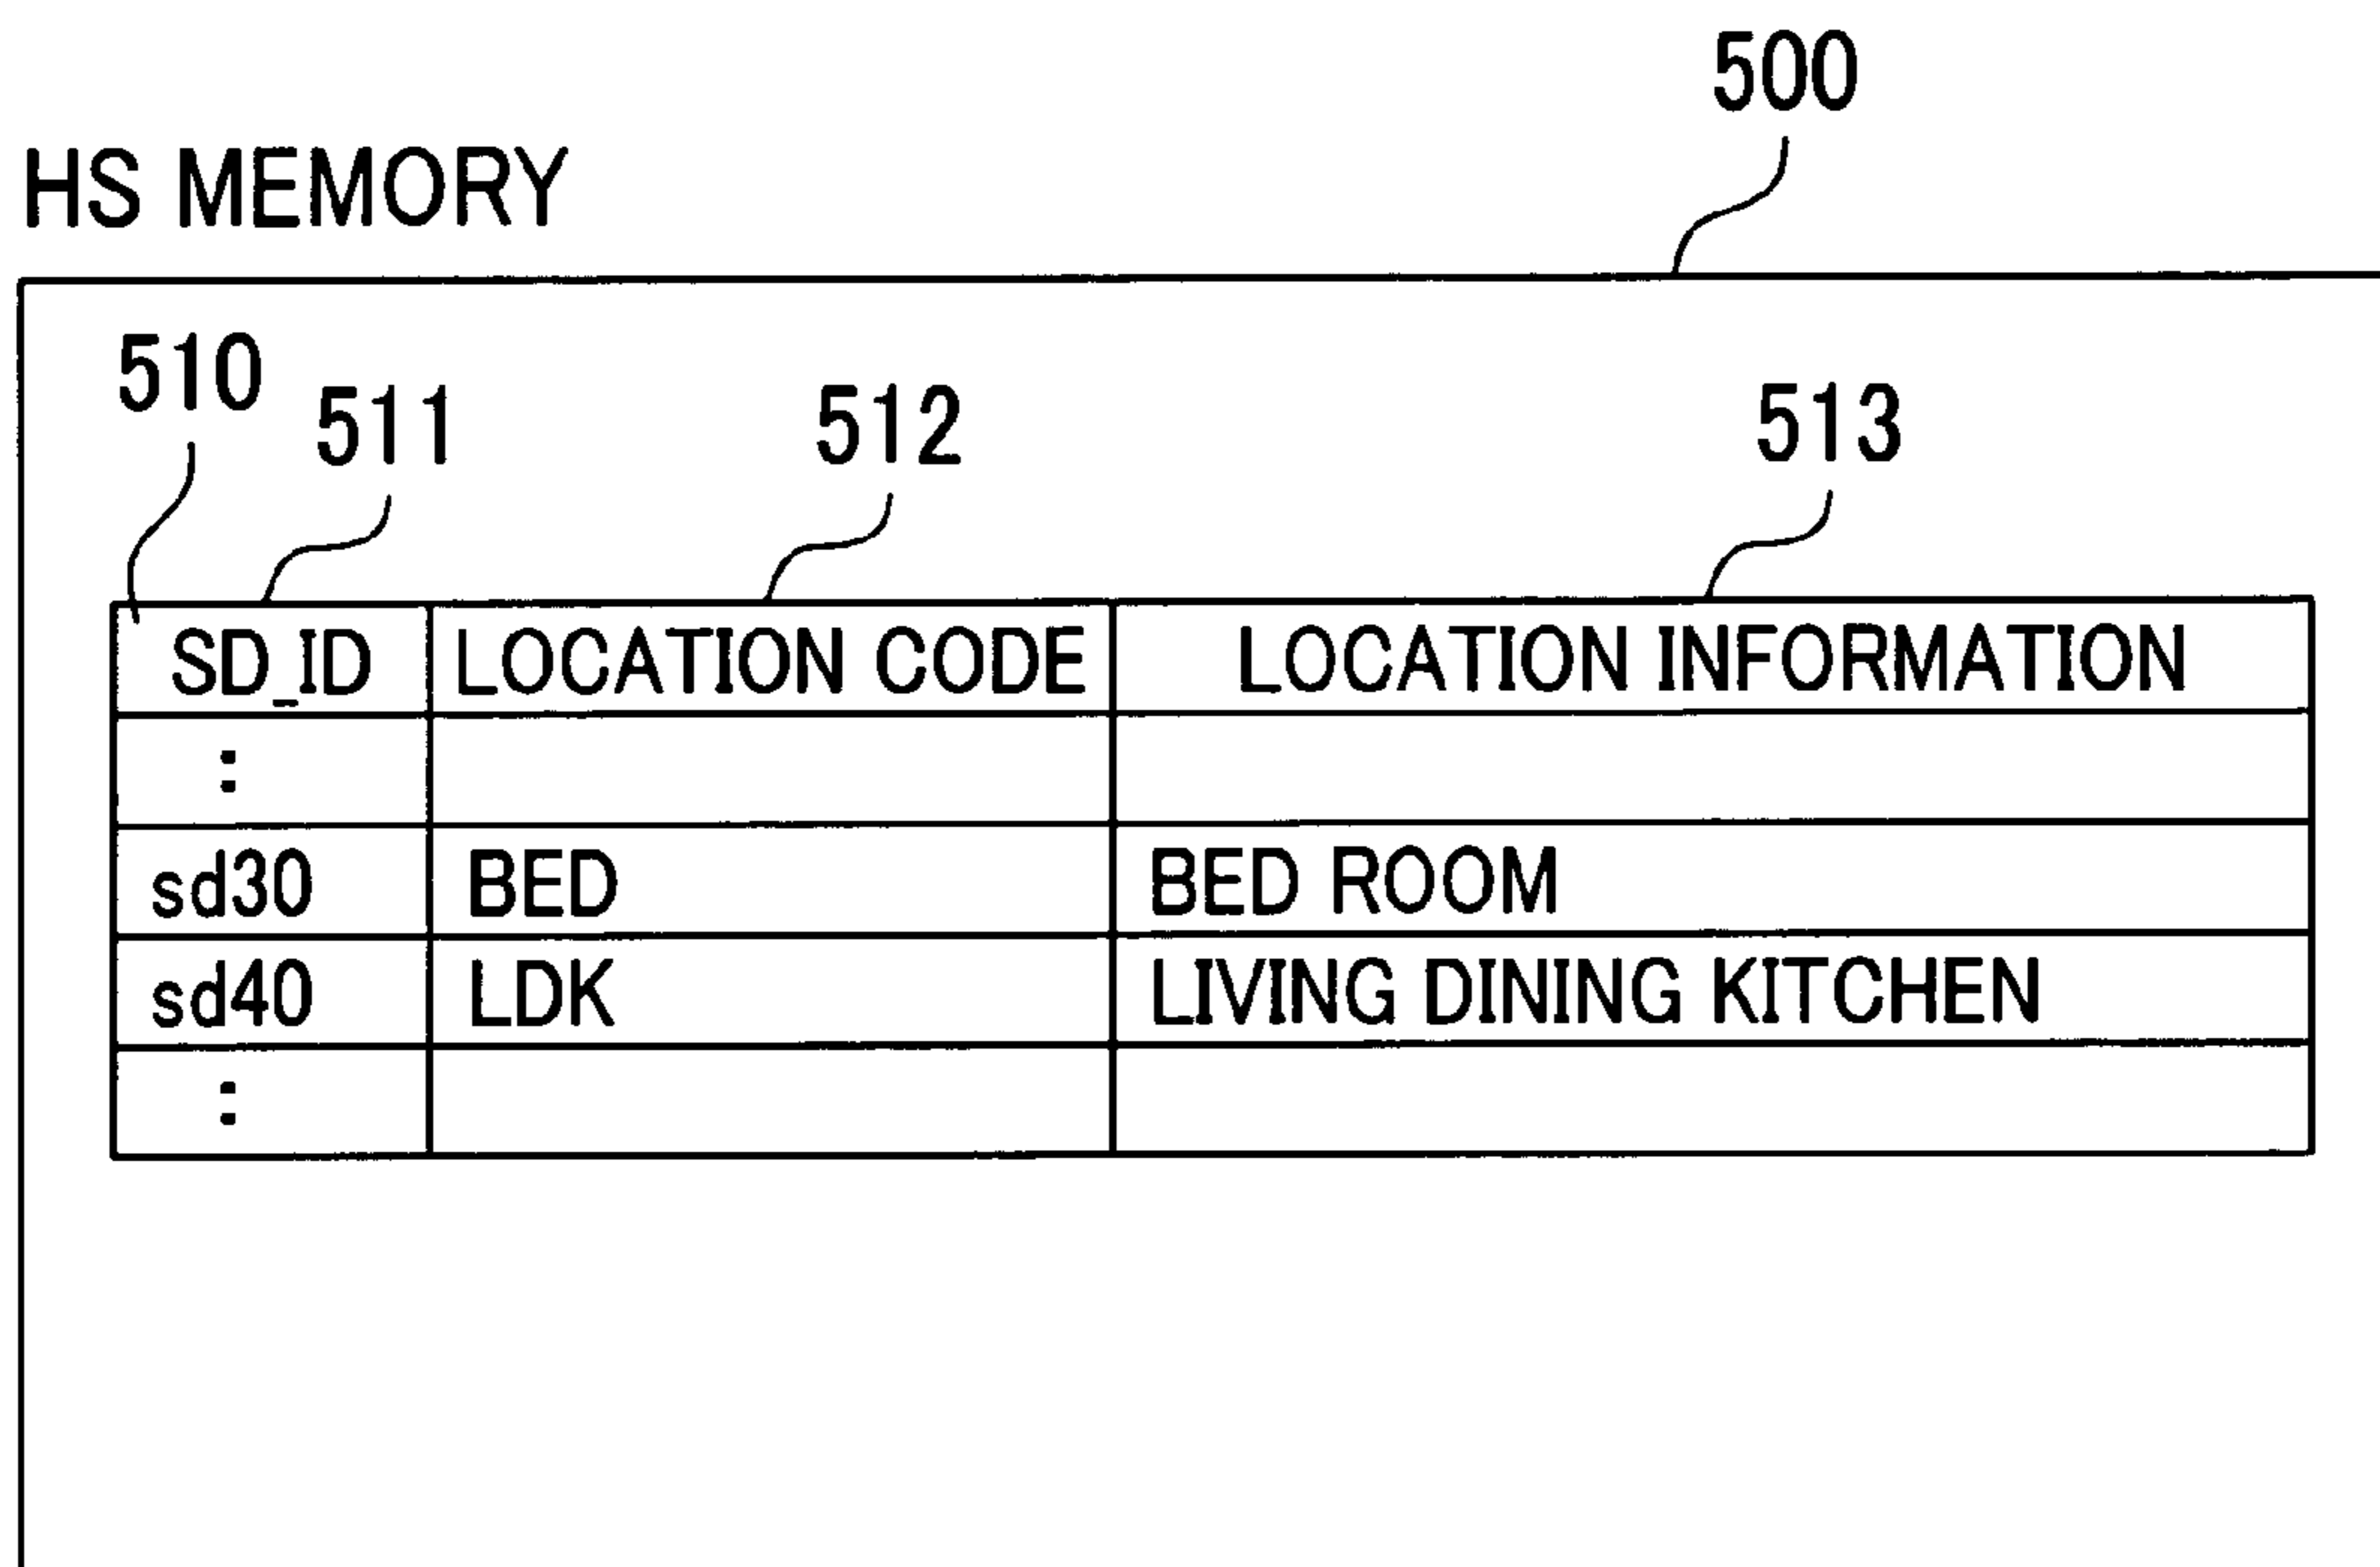 500
HS MEMORY
510
511
512
513
SD_ID LOCATION CODE LOCATION INFORMATION
:
sd30 BED BED ROOM
sd40 LDK LIVING DINING KITCHEN
: